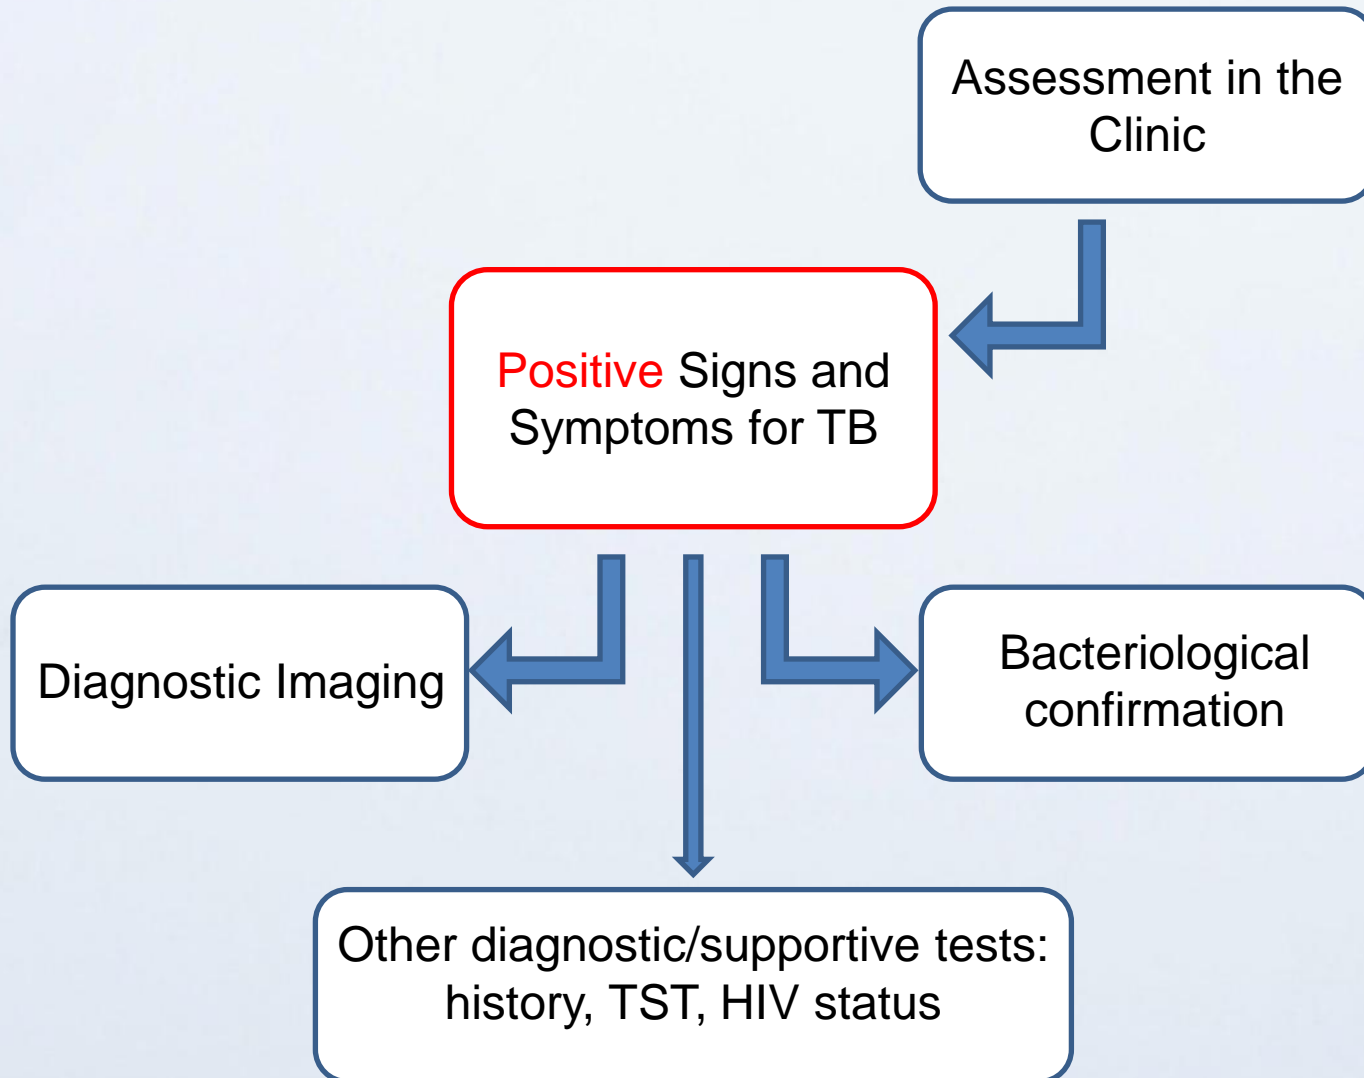 Assessment in the
Clinic
Positive Signs and
Symptoms for TB
Diagnostic Imaging
Bacteriological
confirmation
Other diagnostic/supportive tests:
history, TST, HIV status